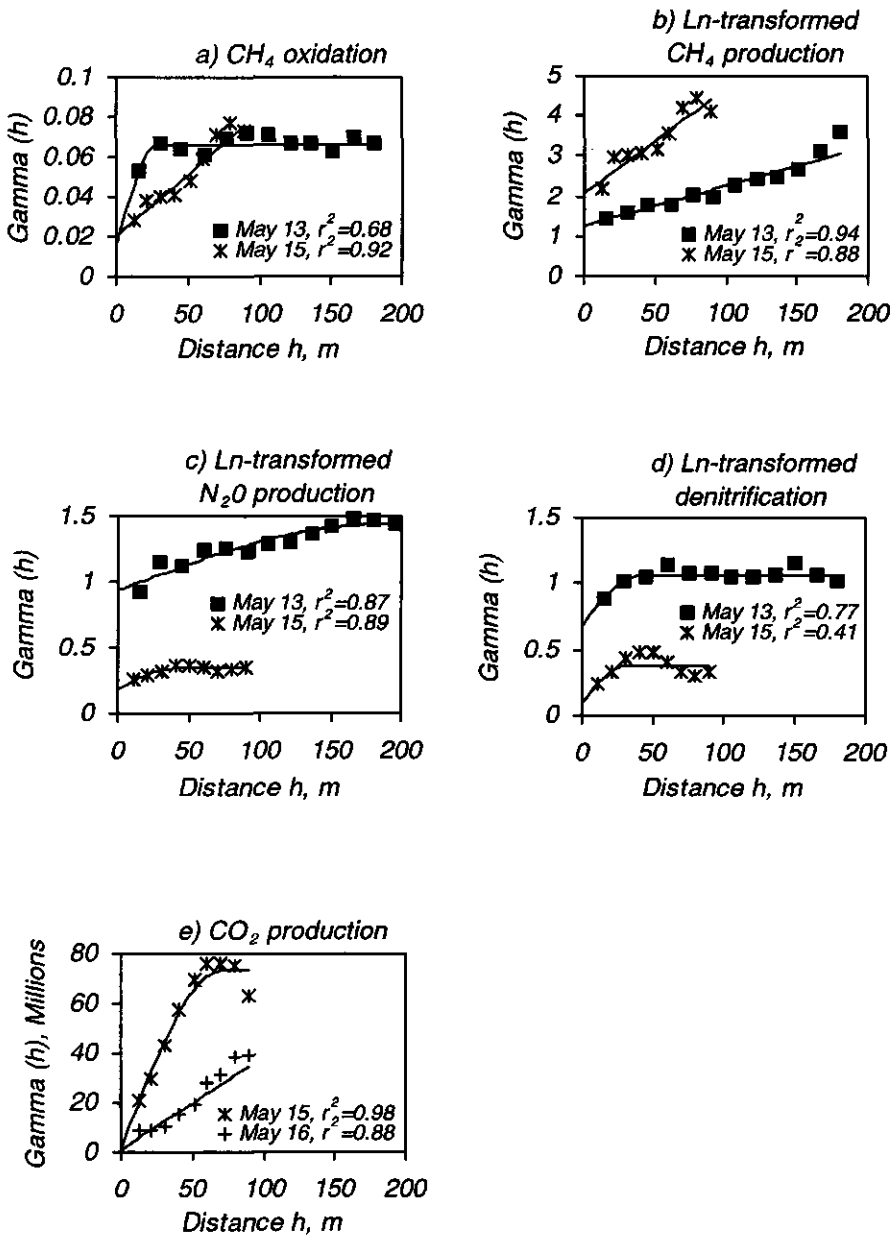 a) CH₄ oxidation
0.1
0.08
0.06
0.04
0.02
0
Gamma (h)
May 13, r²=0.68
May 15, r²=0.92
0 50 100 150 200
Distance h, m
b) Ln-transformed
CH₄ production
5
4
3
2
1
0
Gamma (h)
May 13, r²=0.94
May 15, r²=0.88
0 50 100 150 200
Distance h, m
c) Ln-transformed
N₂0 production
1.5
1
0.5
0
Gamma (h)
May 13, r²=0.87
May 15, r²=0.89
0 50 100 150 200
Distance h, m
d) Ln-transformed
denitrification
1.5
1
0.5
0
Gamma (h)
May 13, r²=0.77
May 15, r²=0.41
0 50 100 150 200
Distance h, m
e) CO₂ production
80
60
40
20
0
Gamma (h), Millions
May 15, r²=0.98
May 16, r²=0.88
0 50 100 150 200
Distance h, m